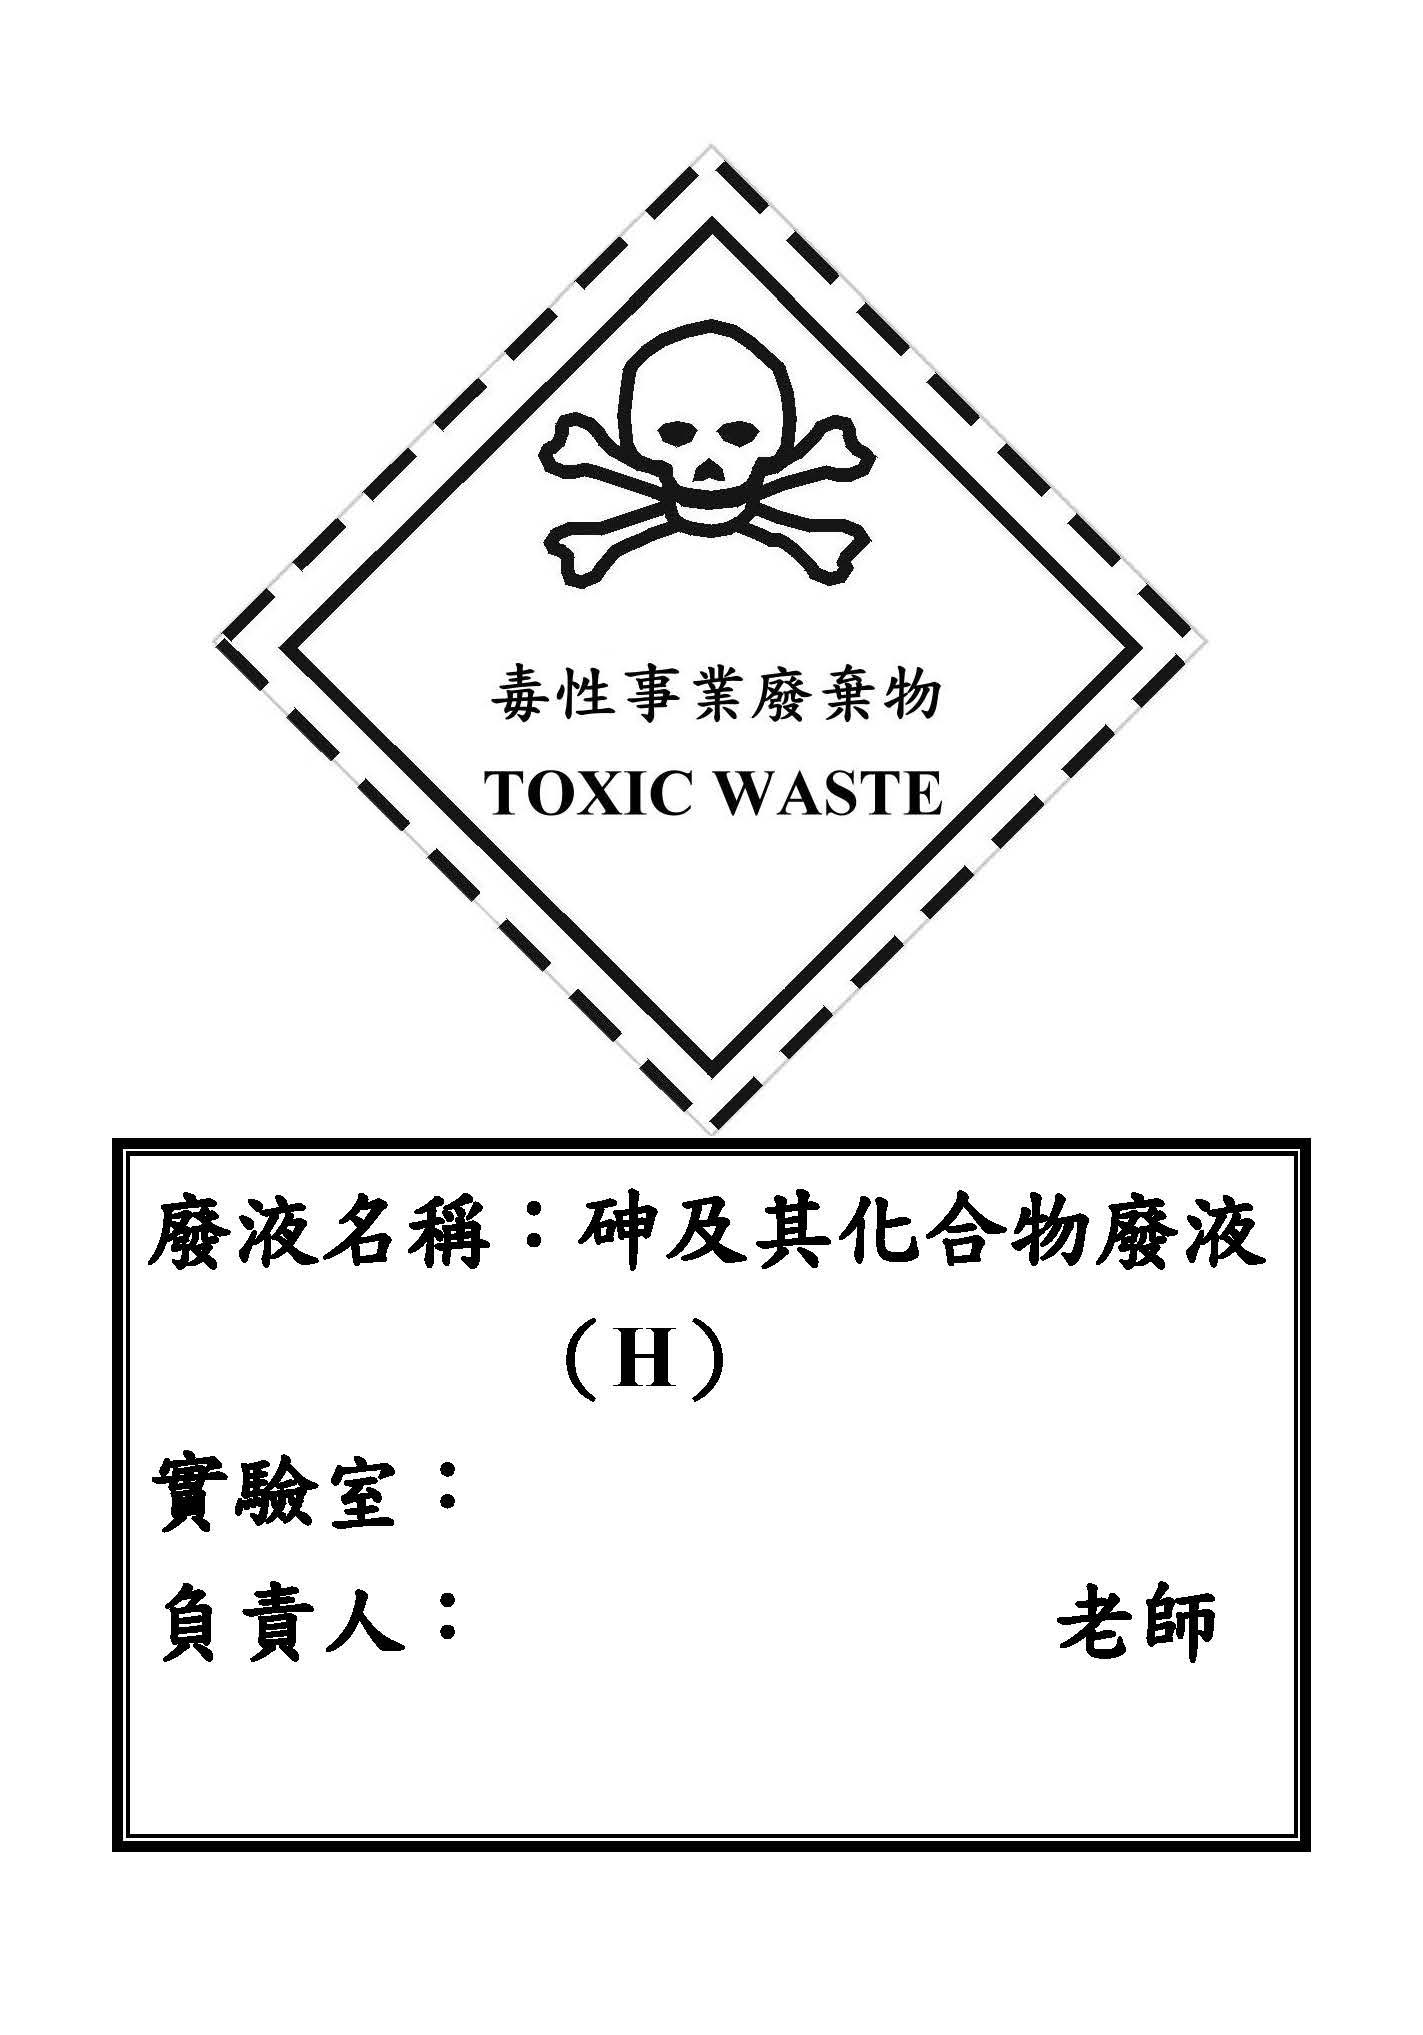 毒性事業廢棄物
TOXIC WASTE
廢液名稱：砷及其化合物廢液
（H）
實驗室：
負責人：老師